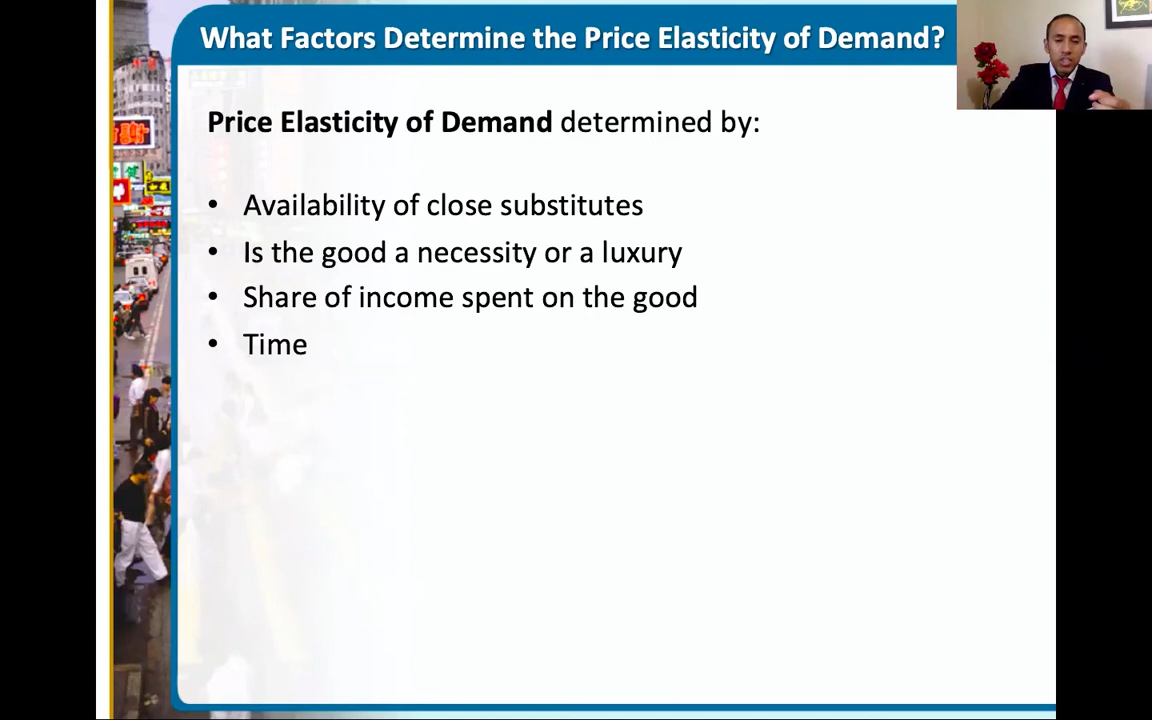 What Factors Determine the Price Elasticity of Demand?
Price Elasticity of Demand determined by:
• Availability of close substitutes
• Is the good a necessity or a luxury
• Share of income spent on the good
• Time